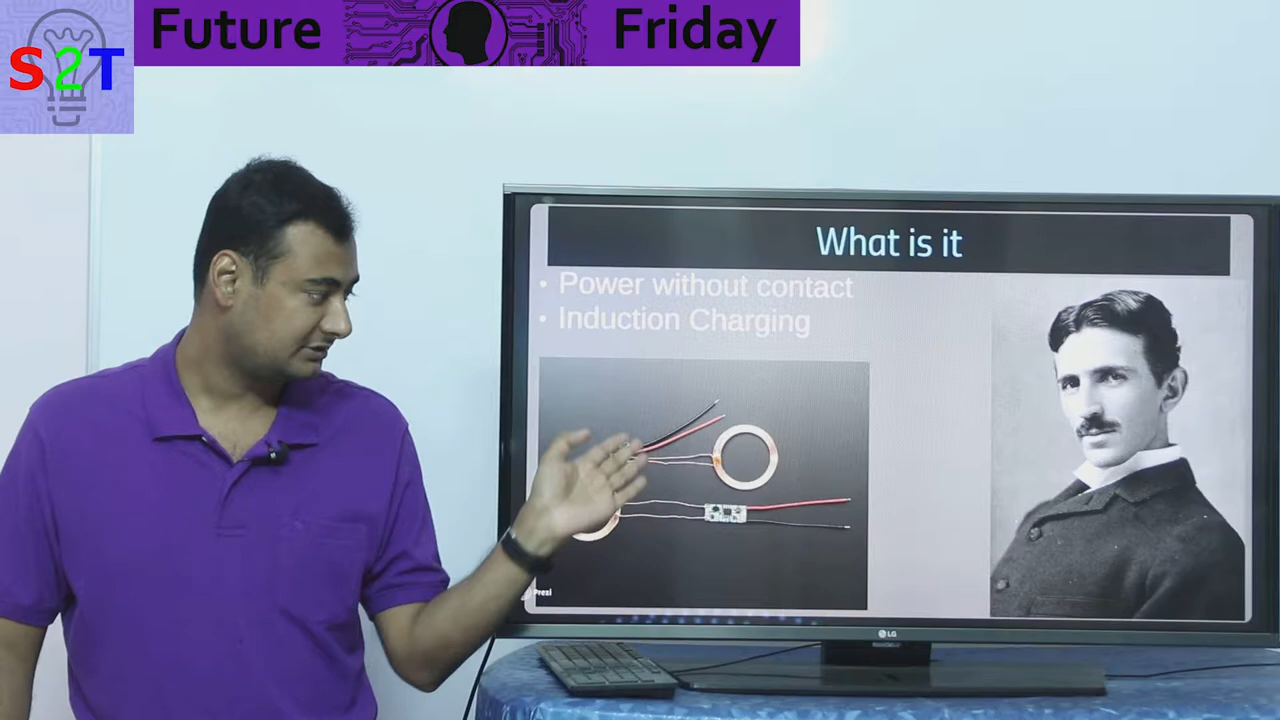 Future Friday
S2T
What is it
• Power without contact
• Induction Charging
Prezi
LG